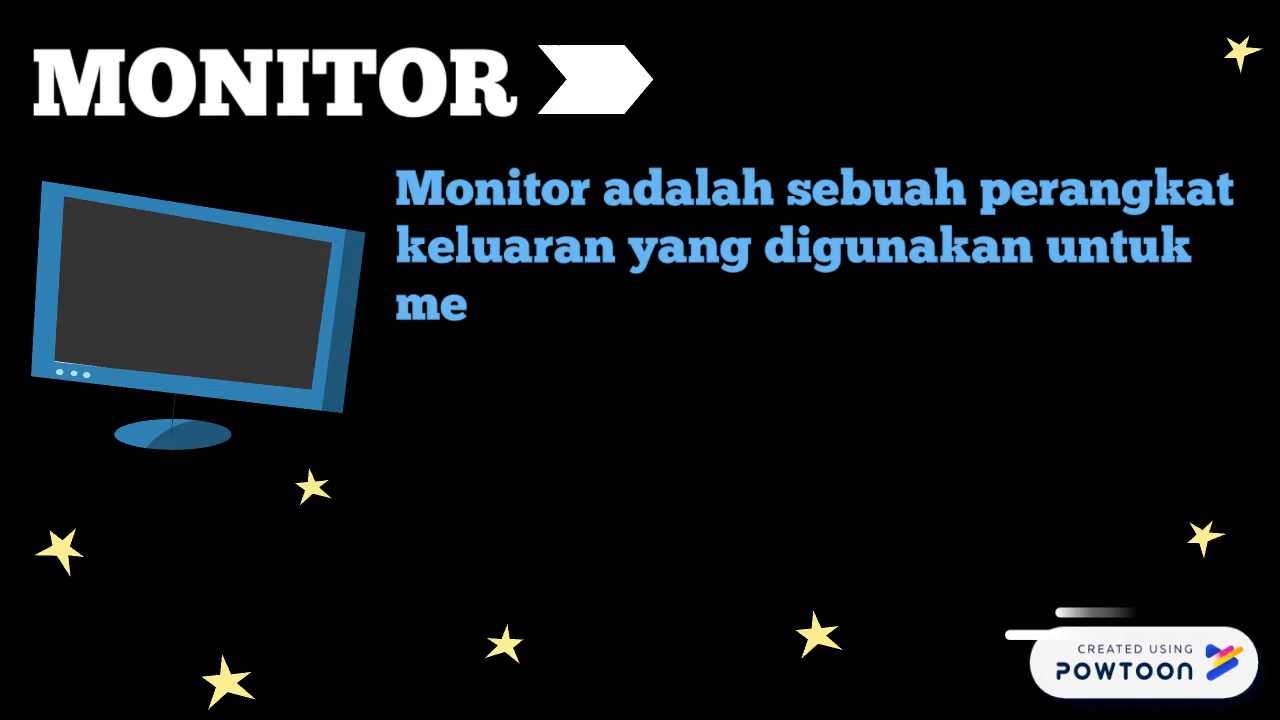 MONITOR
Monitor adalah sebuah perangkat
keluaran yang digunakan untuk
me
CREATED USING
POWTOON